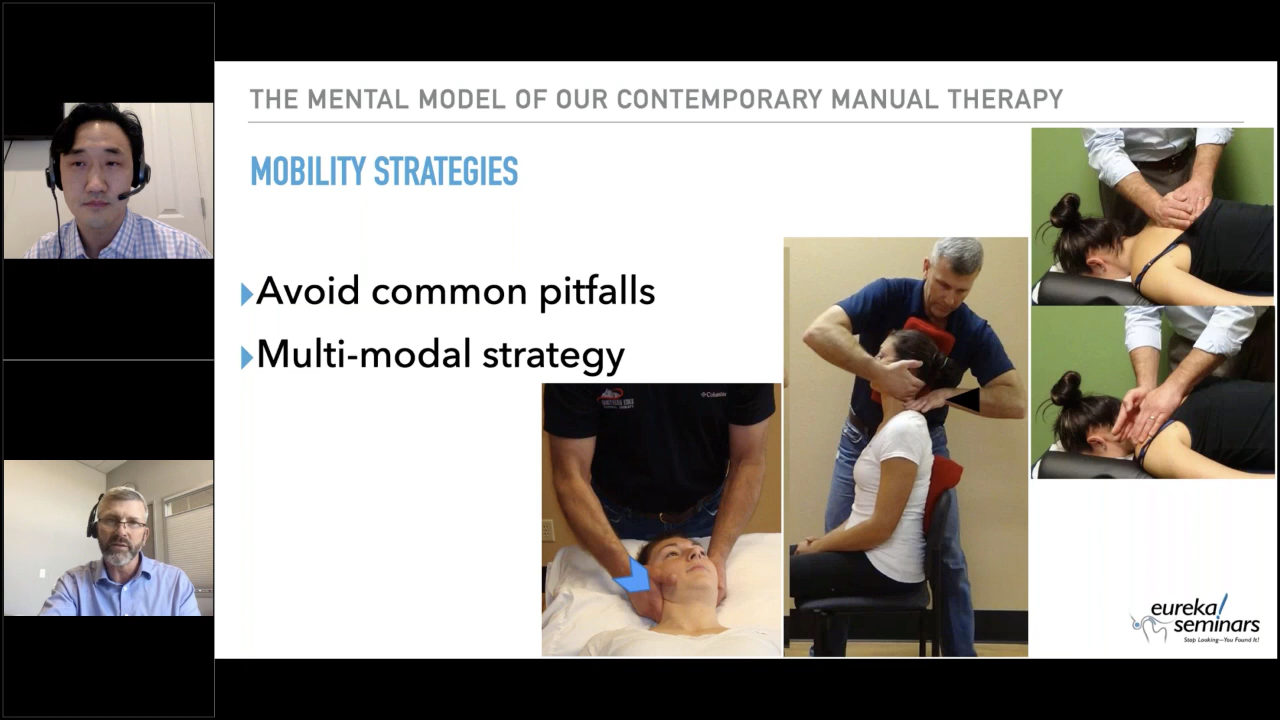 THE MENTAL MODEL OF OUR CONTEMPORARY MANUAL THERAPY
MOBILITY STRATEGIES
Avoid common pitfalls
Multi-modal strategy
Columbia
eureka
seminars
Stop Looking—You Found It!